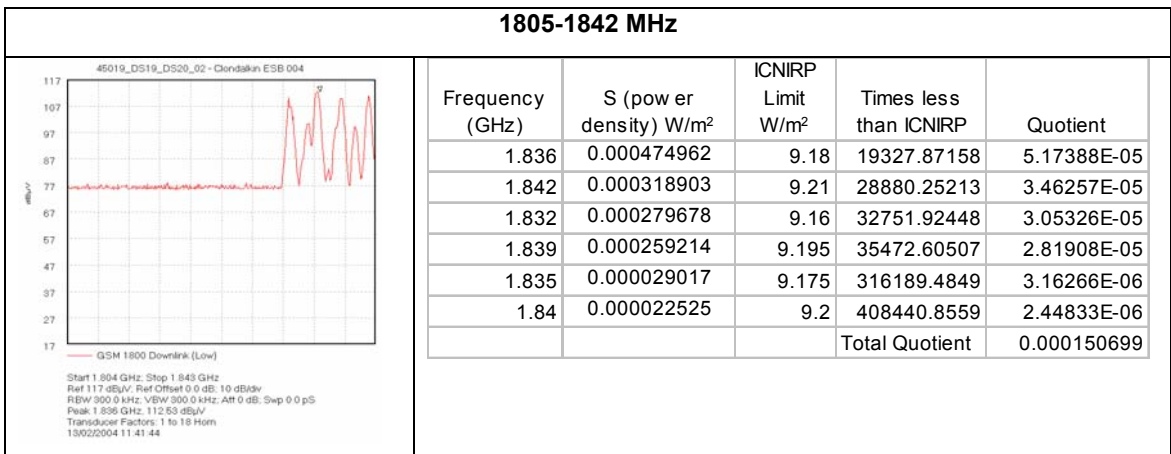 1805-1842 MHz
45019_DS19_DS20_02 - Clondalkin ESB 004
117
107
97
87
77
67
57
47
37
27
17
dBµV
GSM 1800 Downlink (Low)
Start 1.804 GHz; Stop 1.843 GHz
Ref 117 dBµV; Ref Offset 0.0 dB; 10 dB/div
RBW 300.0 kHz; VBW 300.0 kHz; Att 0 dB; Swp 0.0 pS
Peak 1.836 GHz, 112.53 dBµV
Transducer Factors: 1 to 18 Horn
13/02/2004 11:41:44
Frequency (GHz) S (pow er density) W/m² ICNIRP Limit W/m² Times less than ICNIRP Quotient
1.836 0.000474962 9.18 19327.87158 5.17388E-05
1.842 0.000318903 9.21 28880.25213 3.46257E-05
1.832 0.000279678 9.16 32751.92448 3.05326E-05
1.839 0.000259214 9.195 35472.60507 2.81908E-05
1.835 0.000029017 9.175 316189.4849 3.16266E-06
1.84 0.000022525 9.2 408440.8559 2.44833E-06
Total Quotient 0.000150699